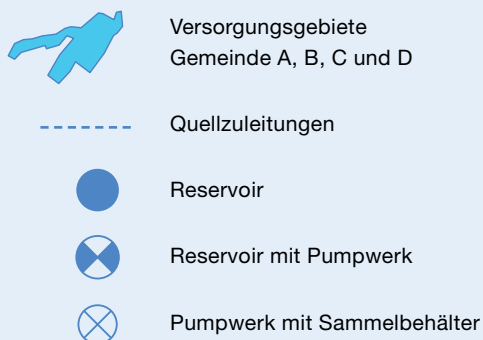 Versorgungsgebiete
Gemeinde A, B, C und D
Quellzuleitungen
Reservoir
Reservoir mit Pumpwerk
Pumpwerk mit Sammelbehälter